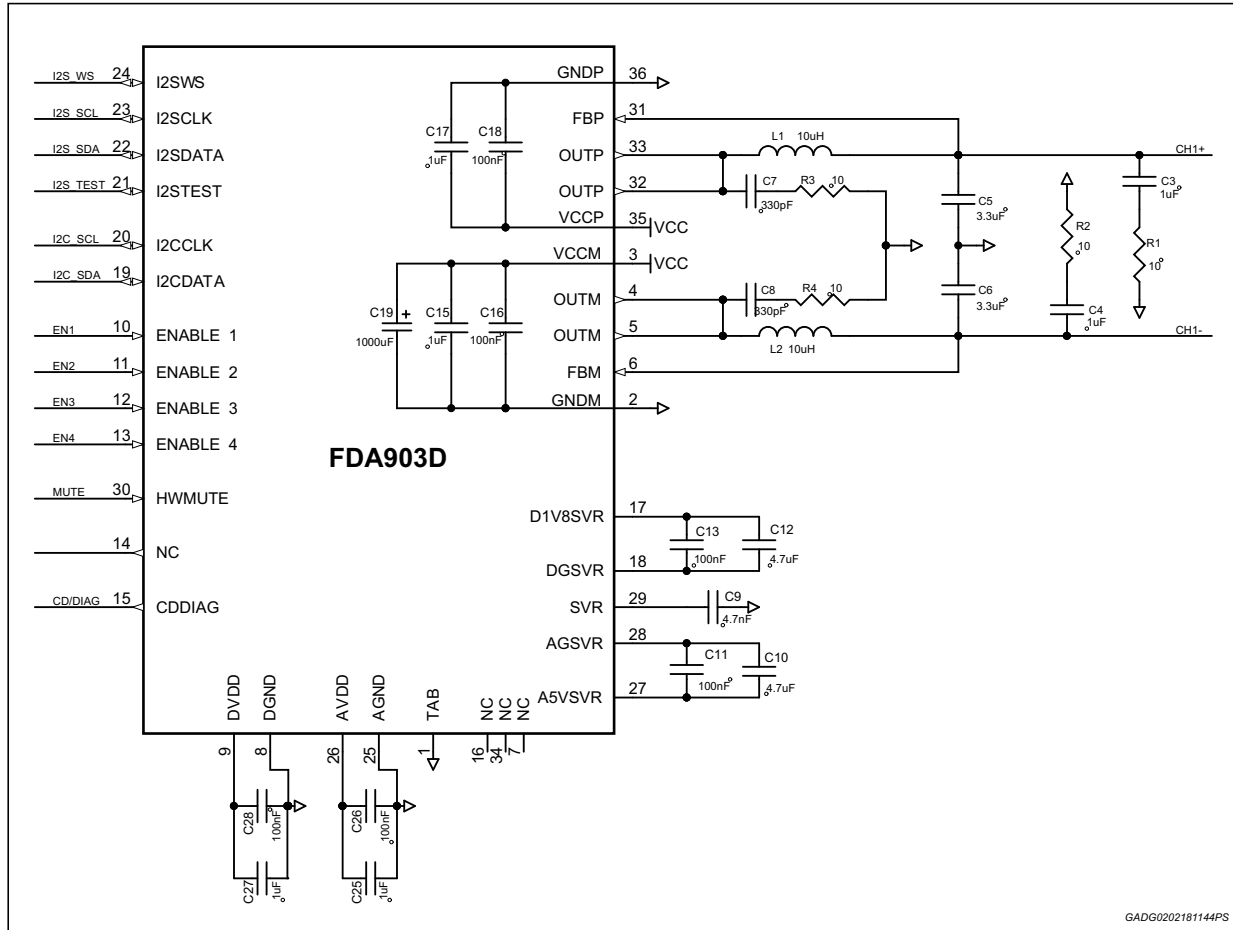 I2S_WS 24 I2SWS
I2S_SCL 23 I2SCLK
I2S_SDA 22 I2SDATA
I2S_TEST 21 I2STEST
I2C_SCL 20 I2CCLK
I2C_SDA 19 I2CDATA
EN1 10 ENABLE 1
EN2 11 ENABLE 2
EN3 12 ENABLE 3
EN4 13 ENABLE 4
MUTE 30 HWMUTE
14 NC
CD/DIAG 15 CDDIAG
FDA903D
GNDP 36
FBP 31
OUTP 33
OUTP 32
VCCP 35 VCC
VCCM 3 VCC
OUTM 4
OUTM 5
FBM 6
GNDM 2
D1V8SVR 17
DGSVR 18
SVR 29
AGSVR 28
A5VSVR 27
C17
1uF
C18
100nF
C19 +
1000uF
C15
1uF
C16
100nF
L1 10uH
C7
330pF
R3 10
C8
330pF
R4 10
L2 10uH
C5
3.3uF
C6
3.3uF
R2
10
C4
1uF
C3
1uF
R1
10
CH1+
CH1-
C13
100nF
C12
4.7uF
C9
4.7nF
C11
100nF
C10
4.7uF
DVDD 9
DGND 8
AVDD 26
AGND 25
TAB 1
NC 16
NC 34
NC 7
C28
100nF
C27
1uF
C26
100nF
C25
1uF
GADG0202181144PS